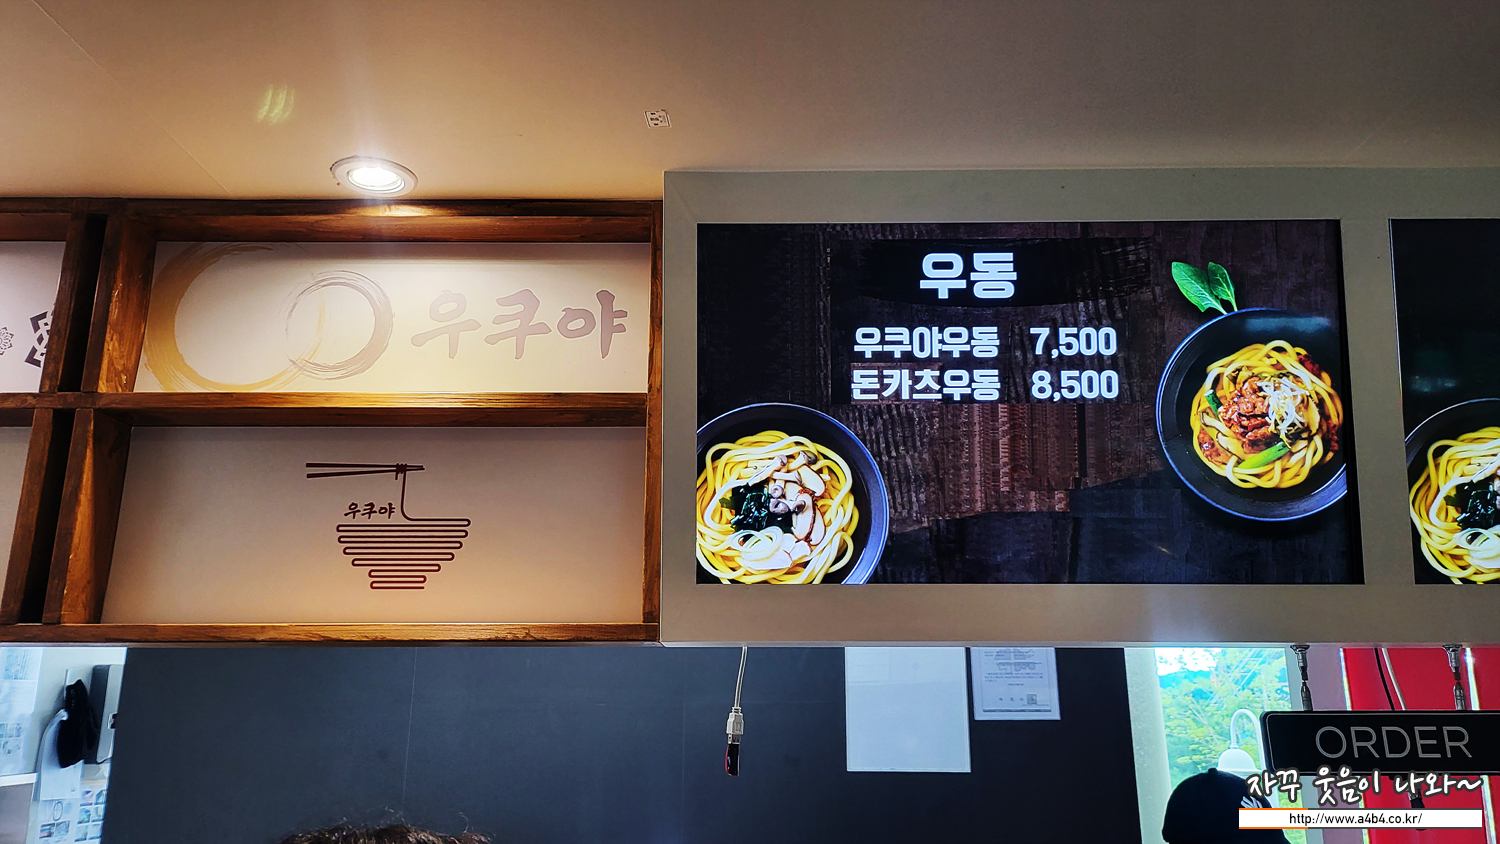 우쿠야
우쿠야
우동
우쿠야우동 7,500
돈카츠우동 8,500
ORDER
자꾸 웃음이 나와~
http://www.a4b4.co.kr/